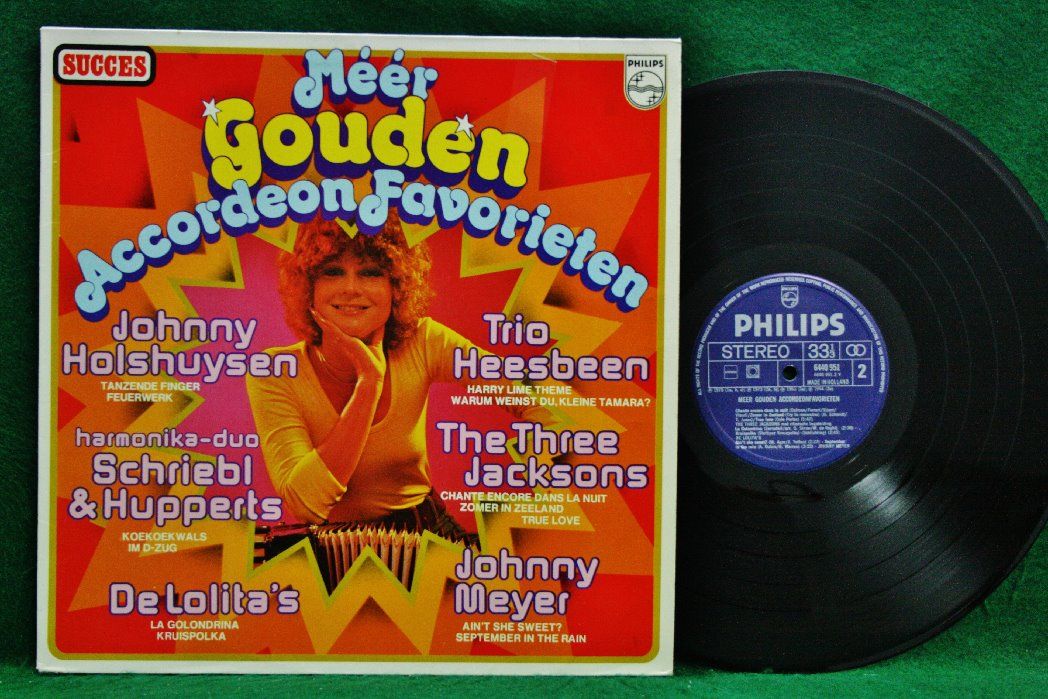 SUCCES
PHILIPS
Méér
Gouden
Accordeon Favorieten
Johnny
Holshuysen
TANZENDE FINGER
FEUERWERK
harmonika-duo
Schriebl
& Hupperts
KOEKOEKWALS
IM D-ZUG
De Lolita's
LA GOLONDRINA
KRUISPOLKA
Trio
Heesbeen
HARRY LIME THEME
WARUM WEINST DU, KLEINE TAMARA?
The Three
Jacksons
CHANTE ENCORE DANS LA NUIT
ZOMER IN ZEELAND
TRUE LOVE
Johnny
Meyer
AIN'T SHE SWEET?
SEPTEMBER IN THE RAIN
PHILIPS
STEREO 33⅓
6440 951
MADE IN HOLLAND 2
MEER GOUDEN ACCORDEONFAVORIETEN